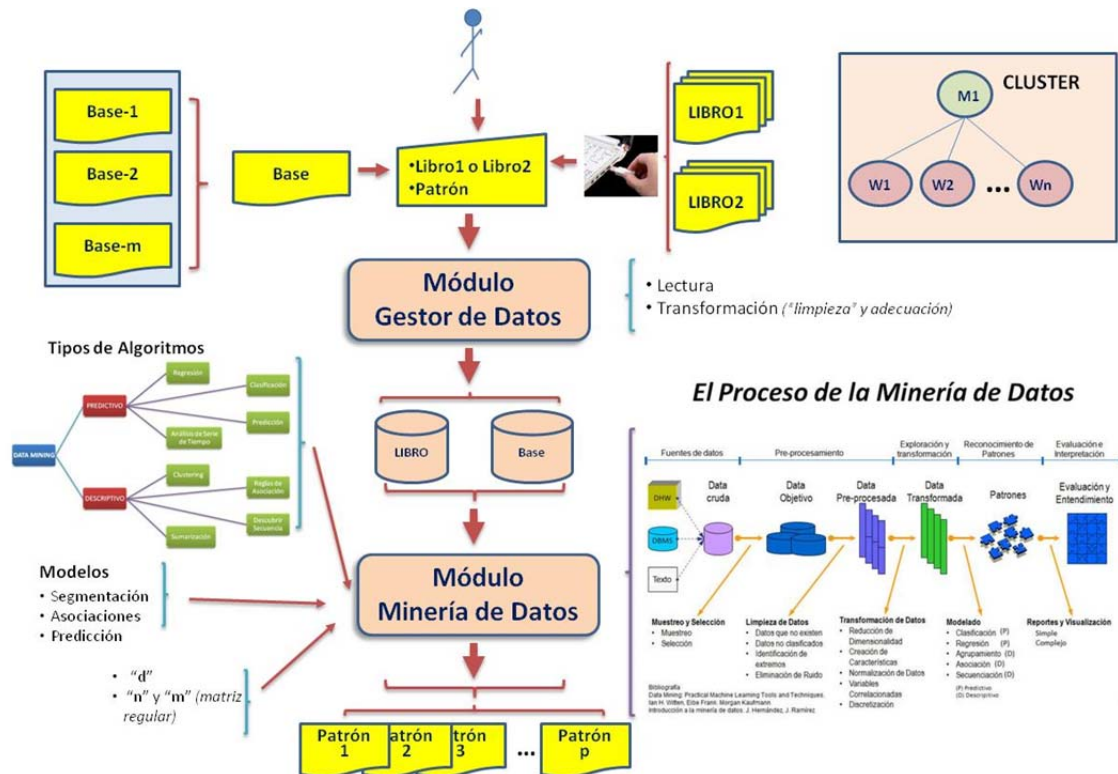 Base-1
Base-2
Base-m
Base
•Libro1 o Libro2
•Patrón
LIBRO1
LIBRO2
CLUSTER
M1
W1
W2
...
Wn
Módulo
Gestor de Datos
• Lectura
• Transformación ("limpieza" y adecuación)
LIBRO
Base
Tipos de Algoritmos
DATA MINING
PREDICTIVO
DESCRIPTIVO
Regresión
Análisis de Serie
de Tiempo
Clasificación
Predicción
Clustering
Sumarización
Reglas de
Asociación
Descubrir
Secuencia
Modelos
• Segmentación
• Asociaciones
• Predicción
• "d"
• "n" y "m" (matriz
regular)
Módulo
Minería de Datos
Patrón
1
Patrón
2
Patrón
3
...
Patrón
p
El Proceso de la Minería de Datos
Fuentes de datos
Pre-procesamiento
Exploración y
transformación
Reconocimiento de
Patrones
Evaluación e
Interpretación
DHW
DBMS
Texto
Data
cruda
Data
Objetivo
Data
Pre-procesada
Data
Transformada
Patrones
Evaluación y
Entendimiento
Muestreo y Selección
• Muestreo
• Selección
Limpieza de Datos
• Datos que no existen
• Datos no clasificados
• Identificación de
extremos
• Eliminación de Ruido
Transformación de Datos
• Reducción de
Dimensionalidad
• Creación de
Características
• Normalización de Datos
• Variables
Correlacionadas
• Discretización
Modelado
• Clasificación (P)
• Regresión (P)
• Agrupamiento (D)
• Asociación (D)
• Secuenciación (D)
(P) Predictivo
(D) Descriptivo
Reportes y Visualización
Simple
Complejo
Bibliografía
Data Mining: Practical Machine Learning Tools and Techniques.
Ian H. Witten, Eibe Frank. Morgan Kaufmann.
Introducción a la minería de datos. J. Hernández, J. Ramírez.